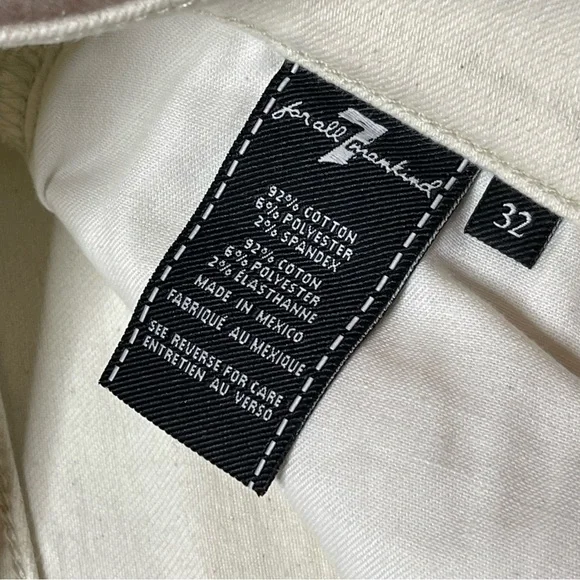 7
for all mankind
92% COTTON
6% POLYESTER
2% SPANDEX
92% COTON
6% POLYESTER
2% ELASTHANNE
MADE IN MEXICO
FABRIQUÉ AU MEXIQUE
SEE REVERSE FOR CARE
ENTRETIEN AU VERSO
32